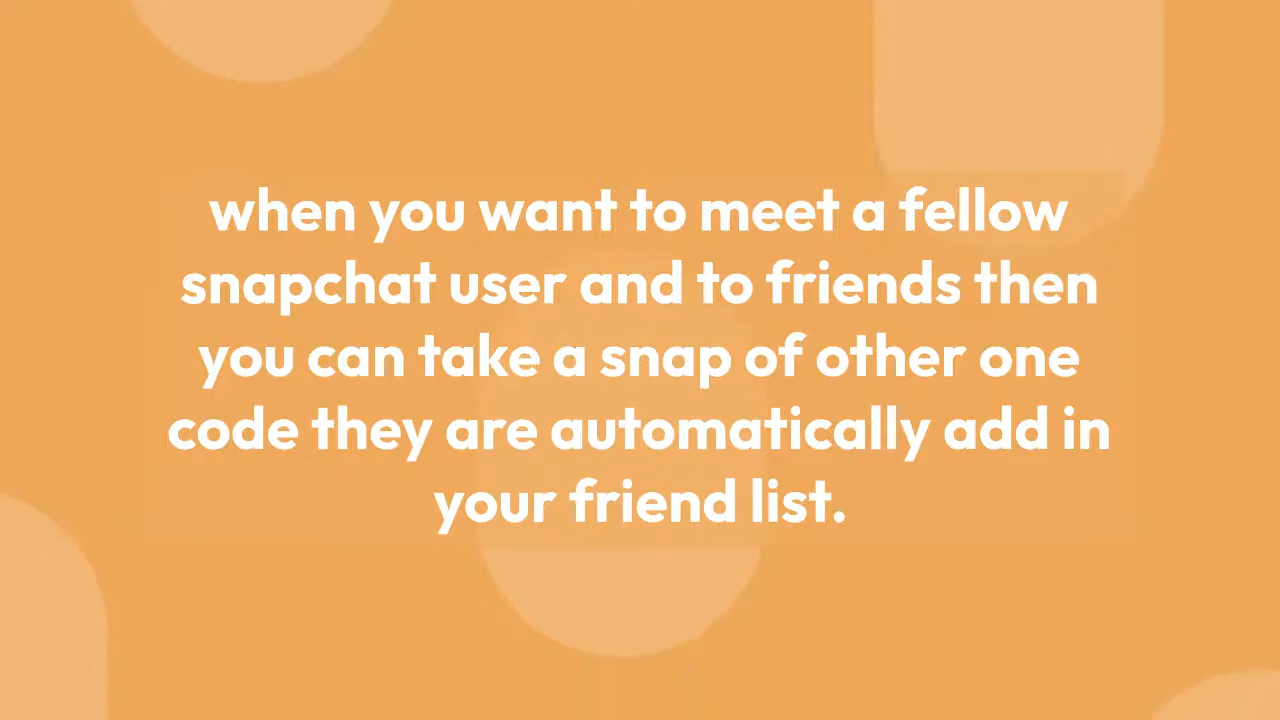 when you want to meet a fellow
snapchat user and to friends then
you can take a snap of other one
code they are automatically add in
your friend list.